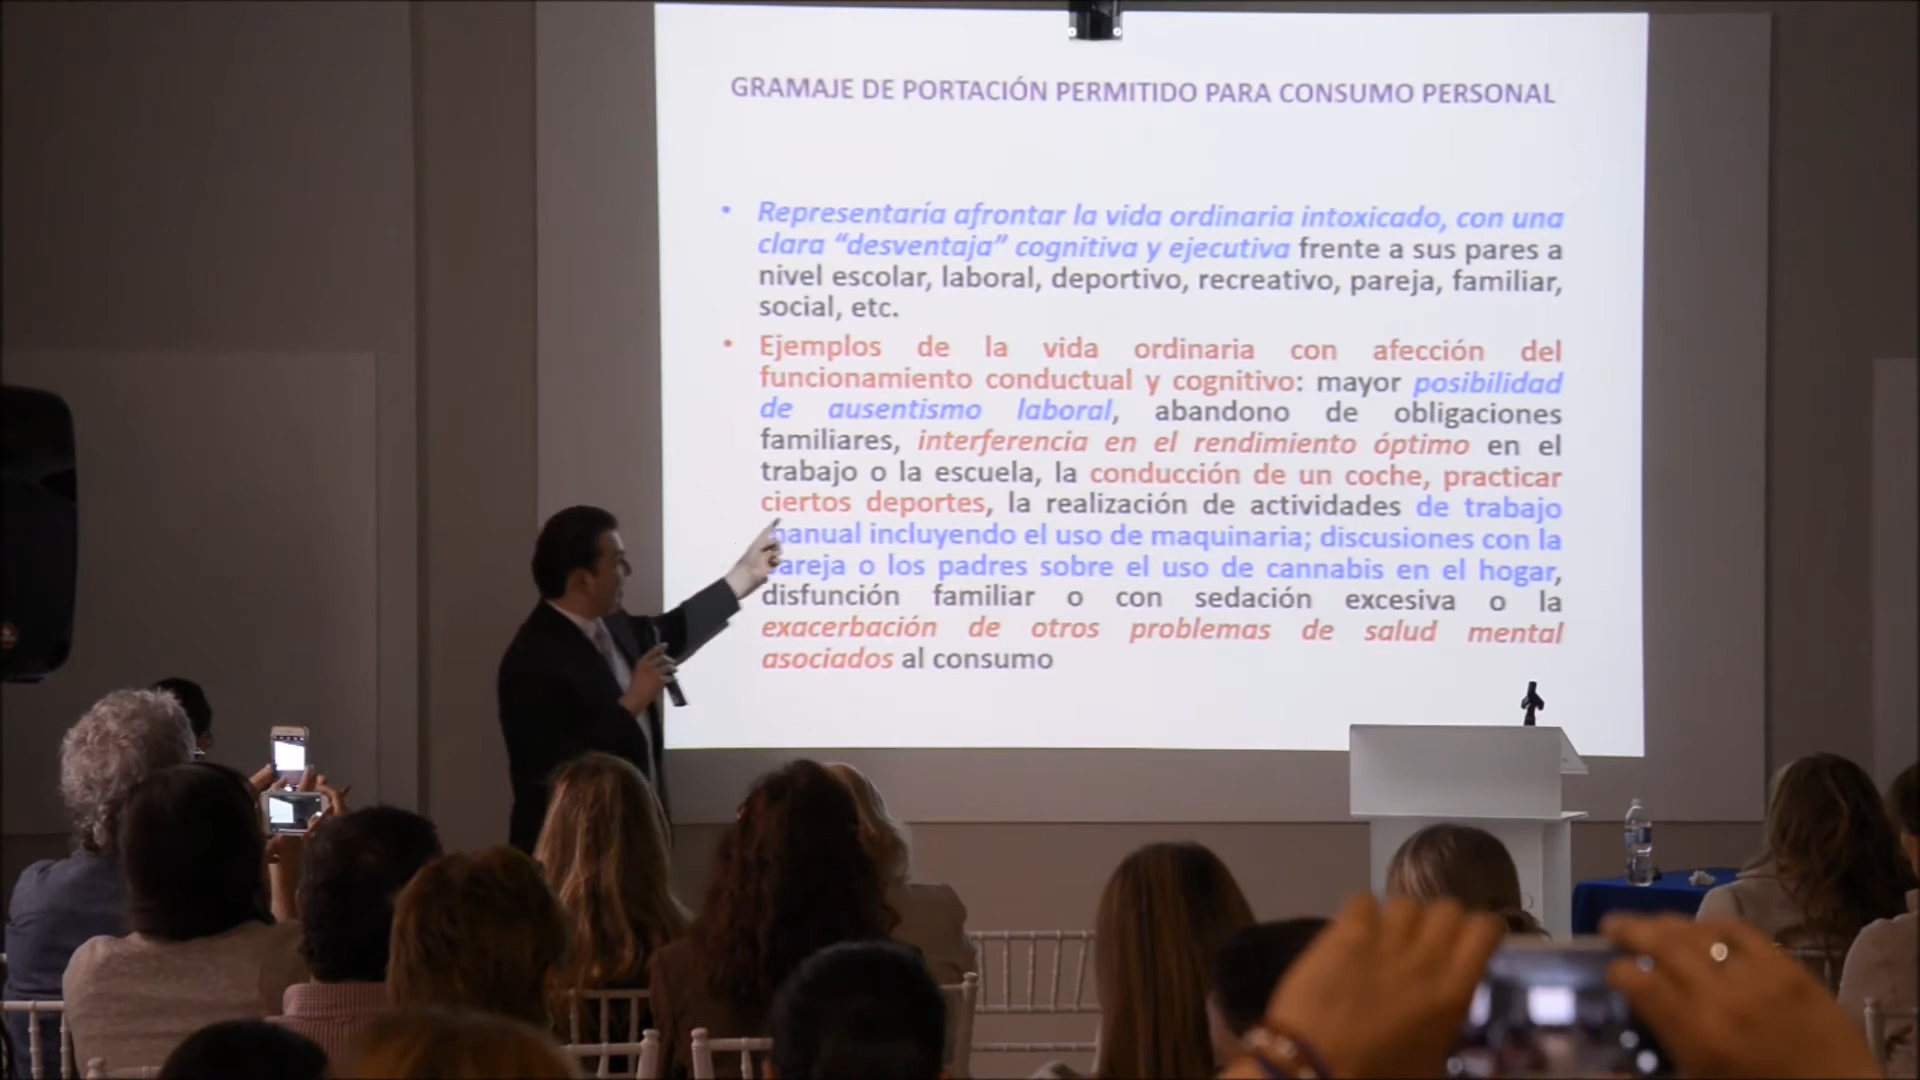 GRAMAJE DE PORTACIÓN PERMITIDO PARA CONSUMO PERSONAL
• Representaría afrontar la vida ordinaria intoxicado, con una
clara “desventaja” cognitiva y ejecutiva frente a sus pares a
nivel escolar, laboral, deportivo, recreativo, pareja, familiar,
social, etc.
• Ejemplos de la vida ordinaria con afección del
funcionamiento conductual y cognitivo: mayor posibilidad
de ausentismo laboral, abandono de obligaciones
familiares, interferencia en el rendimiento óptimo en el
trabajo o la escuela, la conducción de un coche, practicar
ciertos deportes, la realización de actividades de trabajo
manual incluyendo el uso de maquinaria; discusiones con la
pareja o los padres sobre el uso de cannabis en el hogar,
disfunción familiar o con sedación excesiva o la
exacerbación de otros problemas de salud mental
asociados al consumo